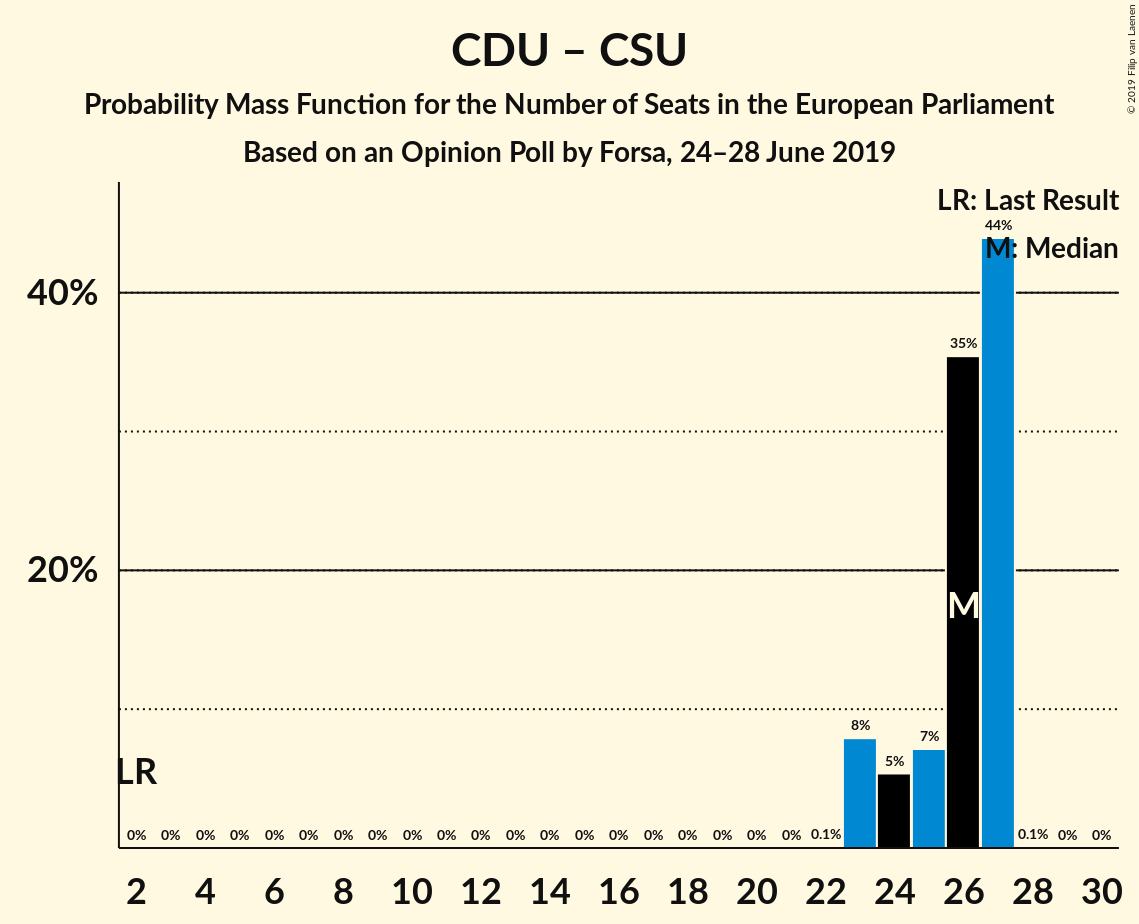 CDU – CSU
Probability Mass Function for the Number of Seats in the European Parliament
Based on an Opinion Poll by Forsa, 24–28 June 2019
© 2019 Filip van Laenen
LR: Last Result
M: Median
44%
40%
35%
20%
M
8%
7%
5%
LR
0% 0% 0% 0% 0% 0% 0% 0% 0% 0% 0% 0% 0% 0% 0% 0% 0% 0% 0% 0% 0.1% 0.1% 0% 0%
2 4 6 8 10 12 14 16 18 20 22 24 26 28 30